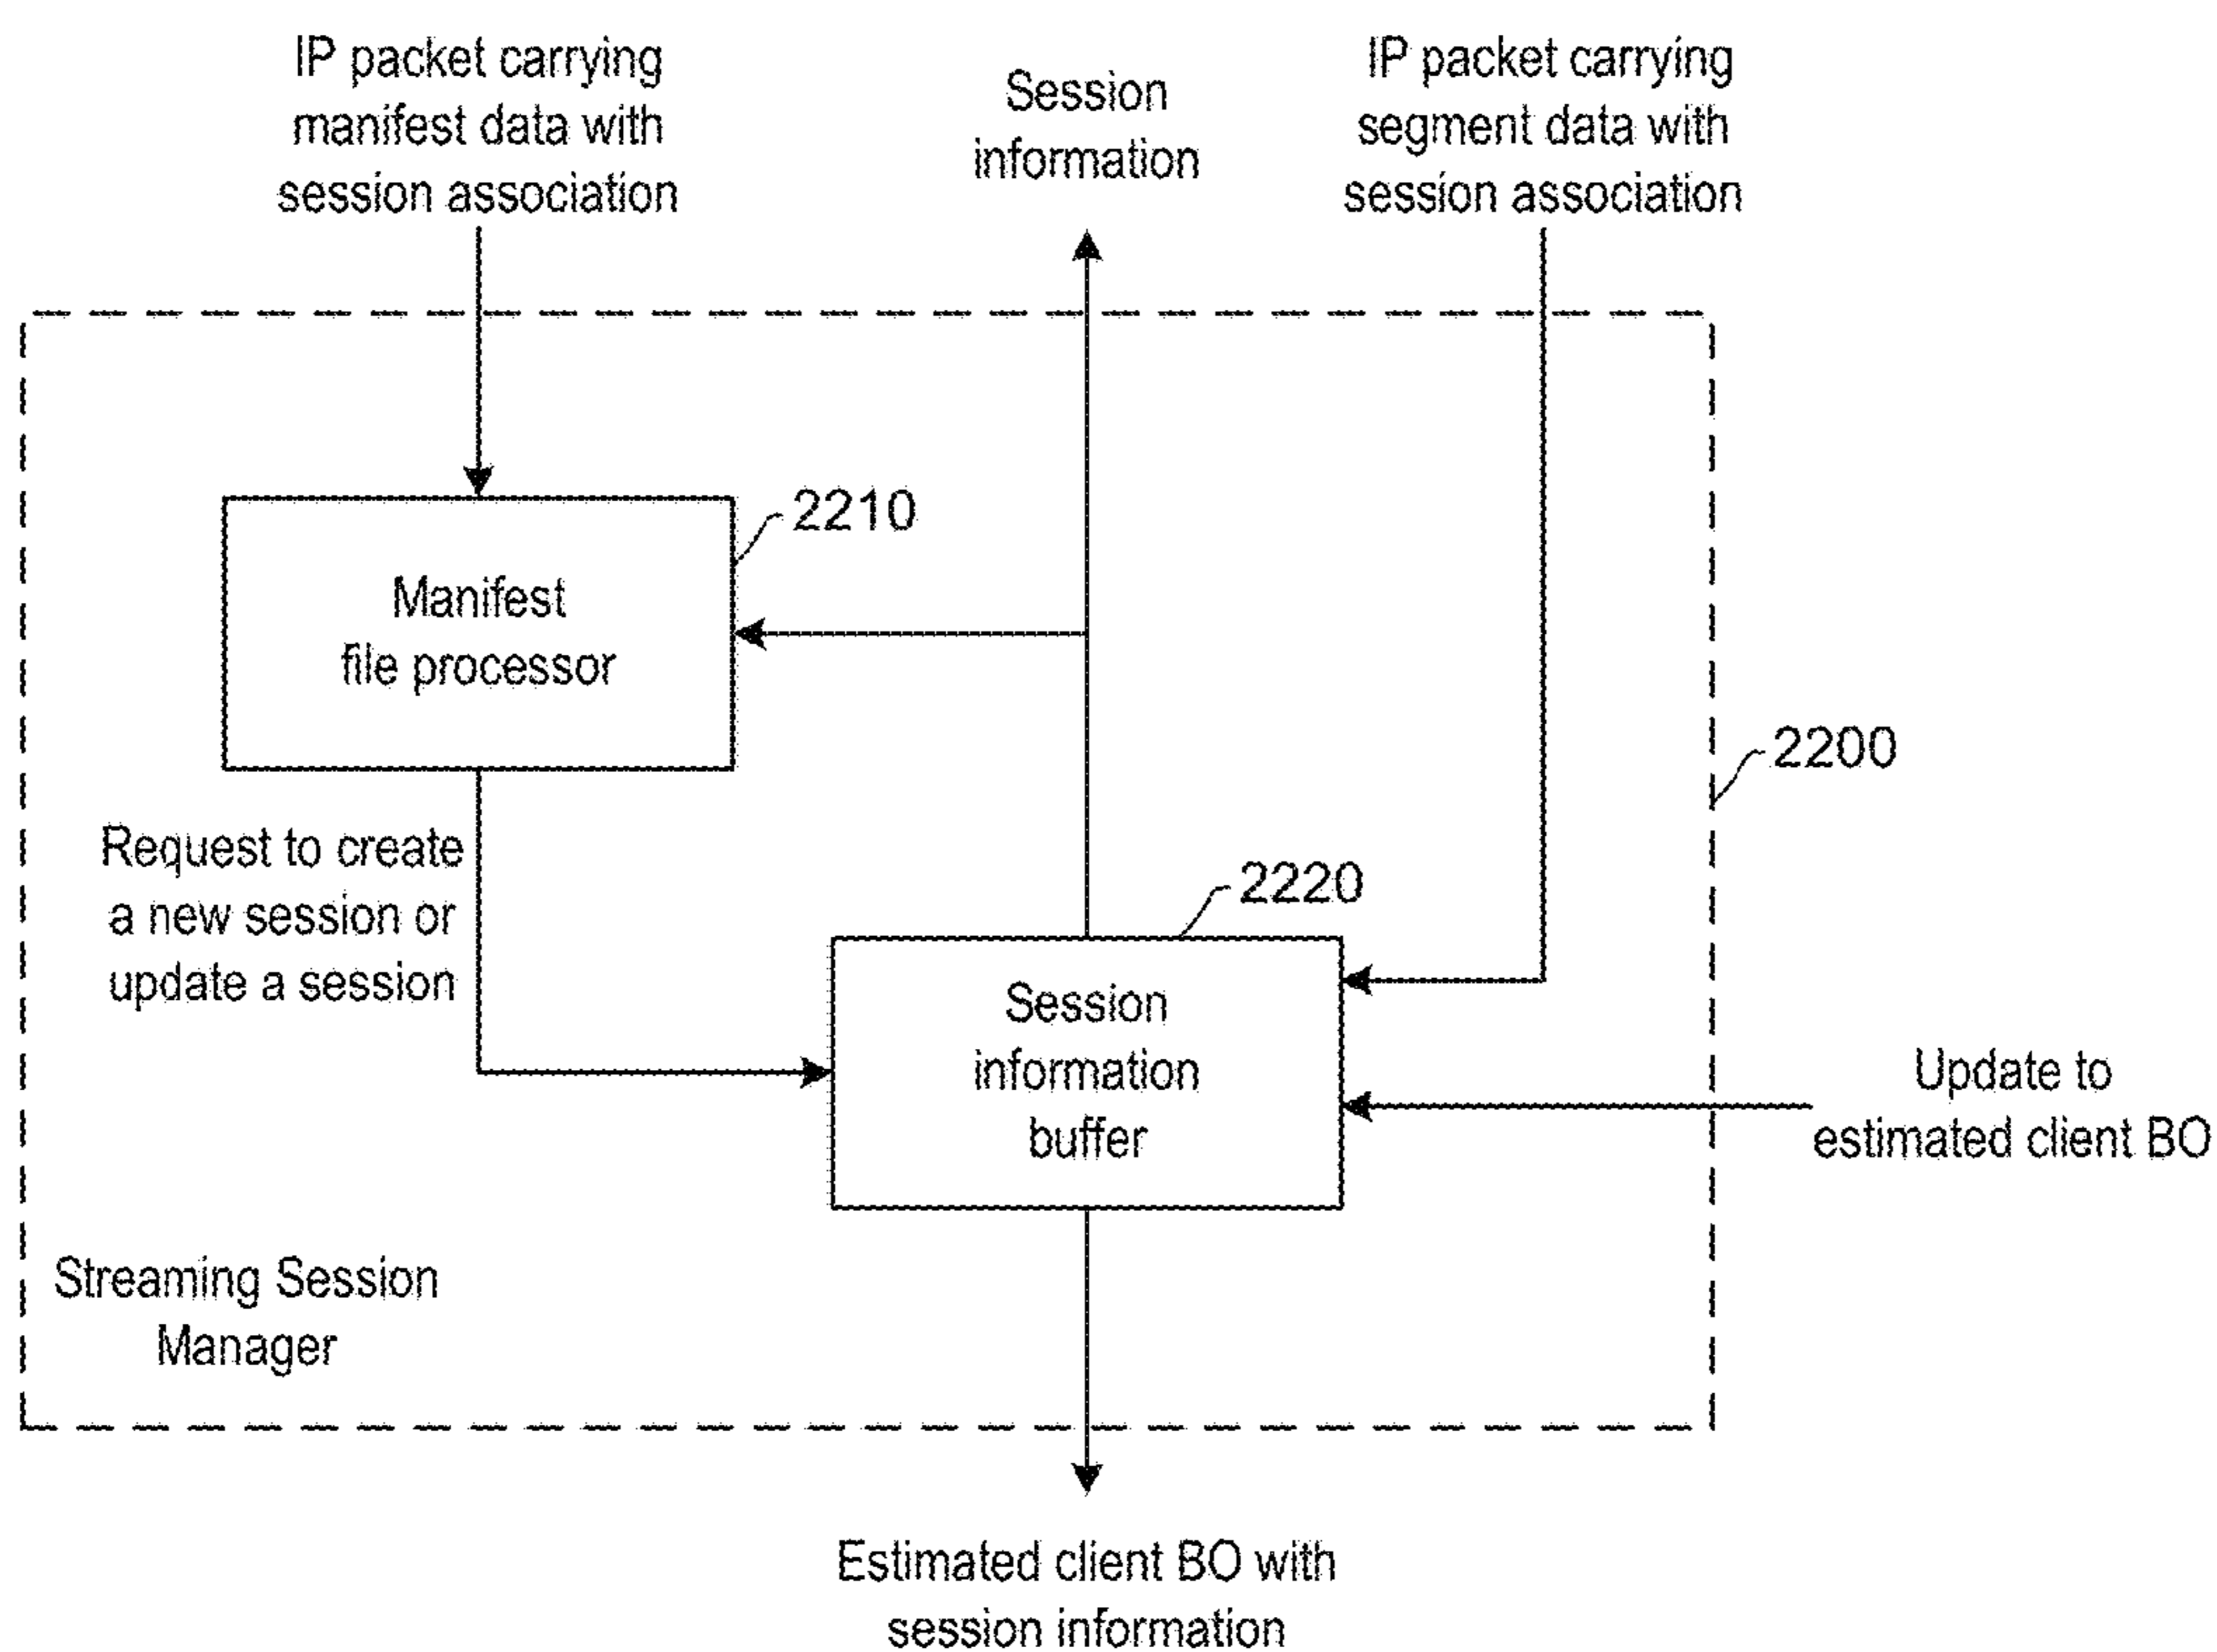 IP packet carrying
manifest data with
session association
Session
information
IP packet carrying
segment data with
session association
2210
Manifest
file processor
2200
Request to create
a new session or
update a session
2220
Session
information
buffer
Update to
estimated client BO
Streaming Session
Manager
Estimated client BO with
session information